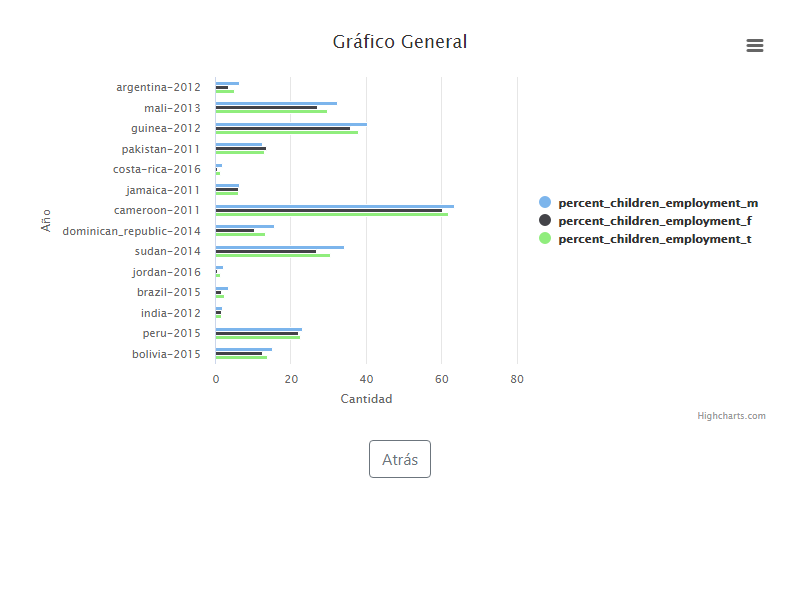 Gráfico General
argentina-2012
mali-2013
guinea-2012
pakistan-2011
costa-rica-2016
jamaica-2011
cameroon-2011
dominican_republic-2014
sudan-2014
jordan-2016
brazil-2015
india-2012
peru-2015
bolivia-2015
Año
0 20 40 60 80
Cantidad
percent_children_employment_m
percent_children_employment_f
percent_children_employment_t
Highcharts.com
Atrás